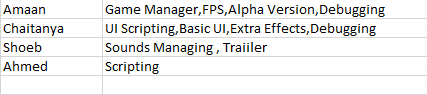 Amaan Game Manager,FPS,Alpha Version,Debugging
Chaitanya UI Scripting,Basic UI,Extra Effects,Debugging
Shoeb Sounds Managing , Traiiler
Ahmed Scripting